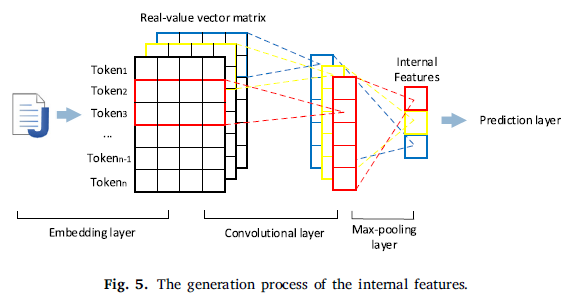 Real-value vector matrix
Token1
Token2
Token3
...
Tokenn-1
Tokenn
Internal
Features
Prediction layer
Embedding layer
Convolutional layer
Max-pooling
layer
Fig. 5. The generation process of the internal features.